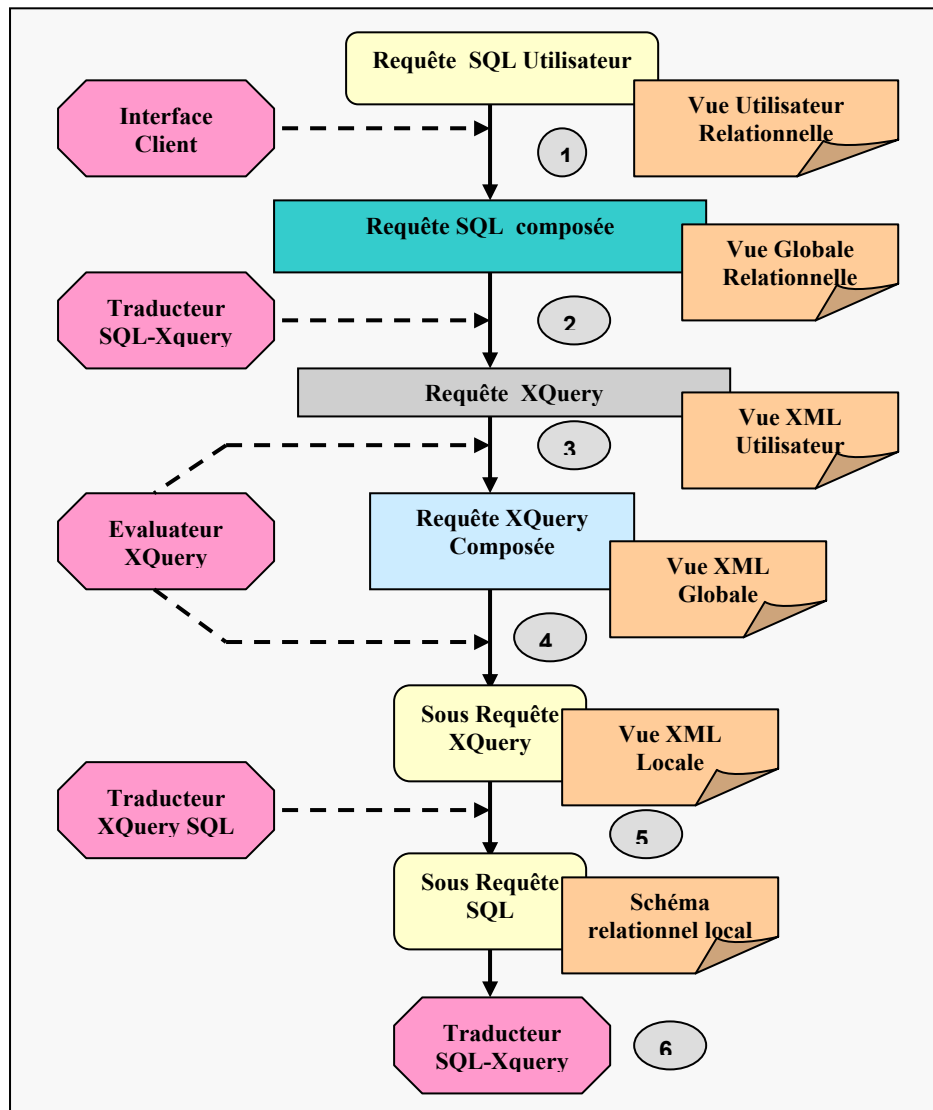 Requête SQL Utilisateur
Interface
Client
Vue Utilisateur
Relationnelle
1
Requête SQL composée
Vue Globale
Relationnelle
Traducteur
SQL-Xquery
2
Requête XQuery
Vue XML
Utilisateur
3
Evaluateur
XQuery
Requête XQuery
Composée
Vue XML
Globale
4
Sous Requête
XQuery
Vue XML
Locale
Traducteur
XQuery SQL
5
Sous Requête
SQL
Schéma
relationnel local
Traducteur
SQL-Xquery
6